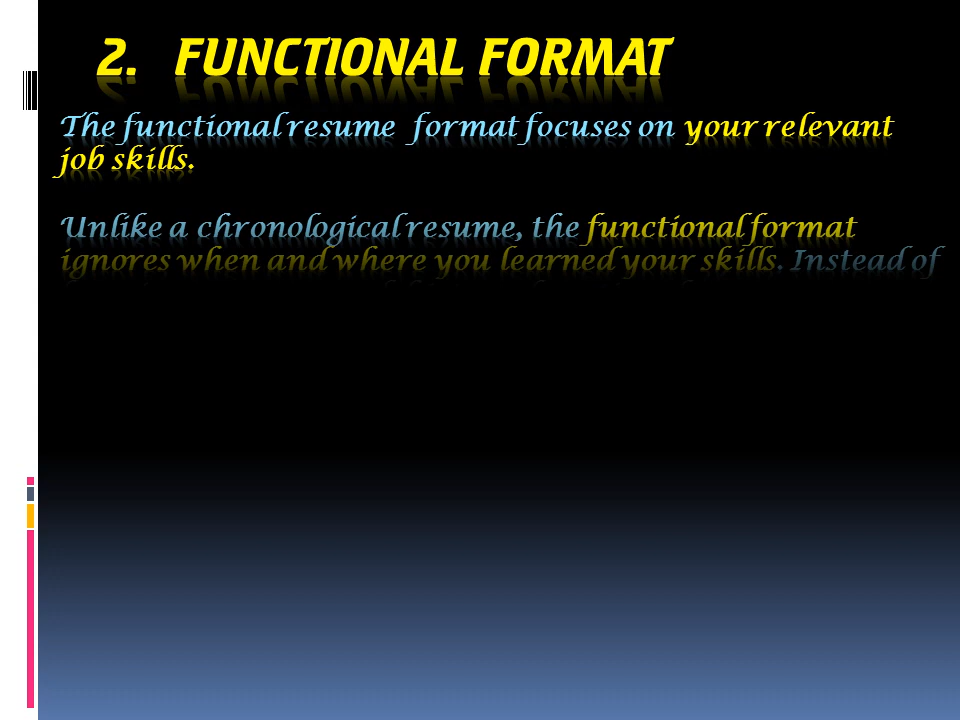 2. FUNCTIONAL FORMAT
The functional resume format focuses on your relevant
job skills.
Unlike a chronological resume, the functional format
ignores when and where you learned your skills. Instead of